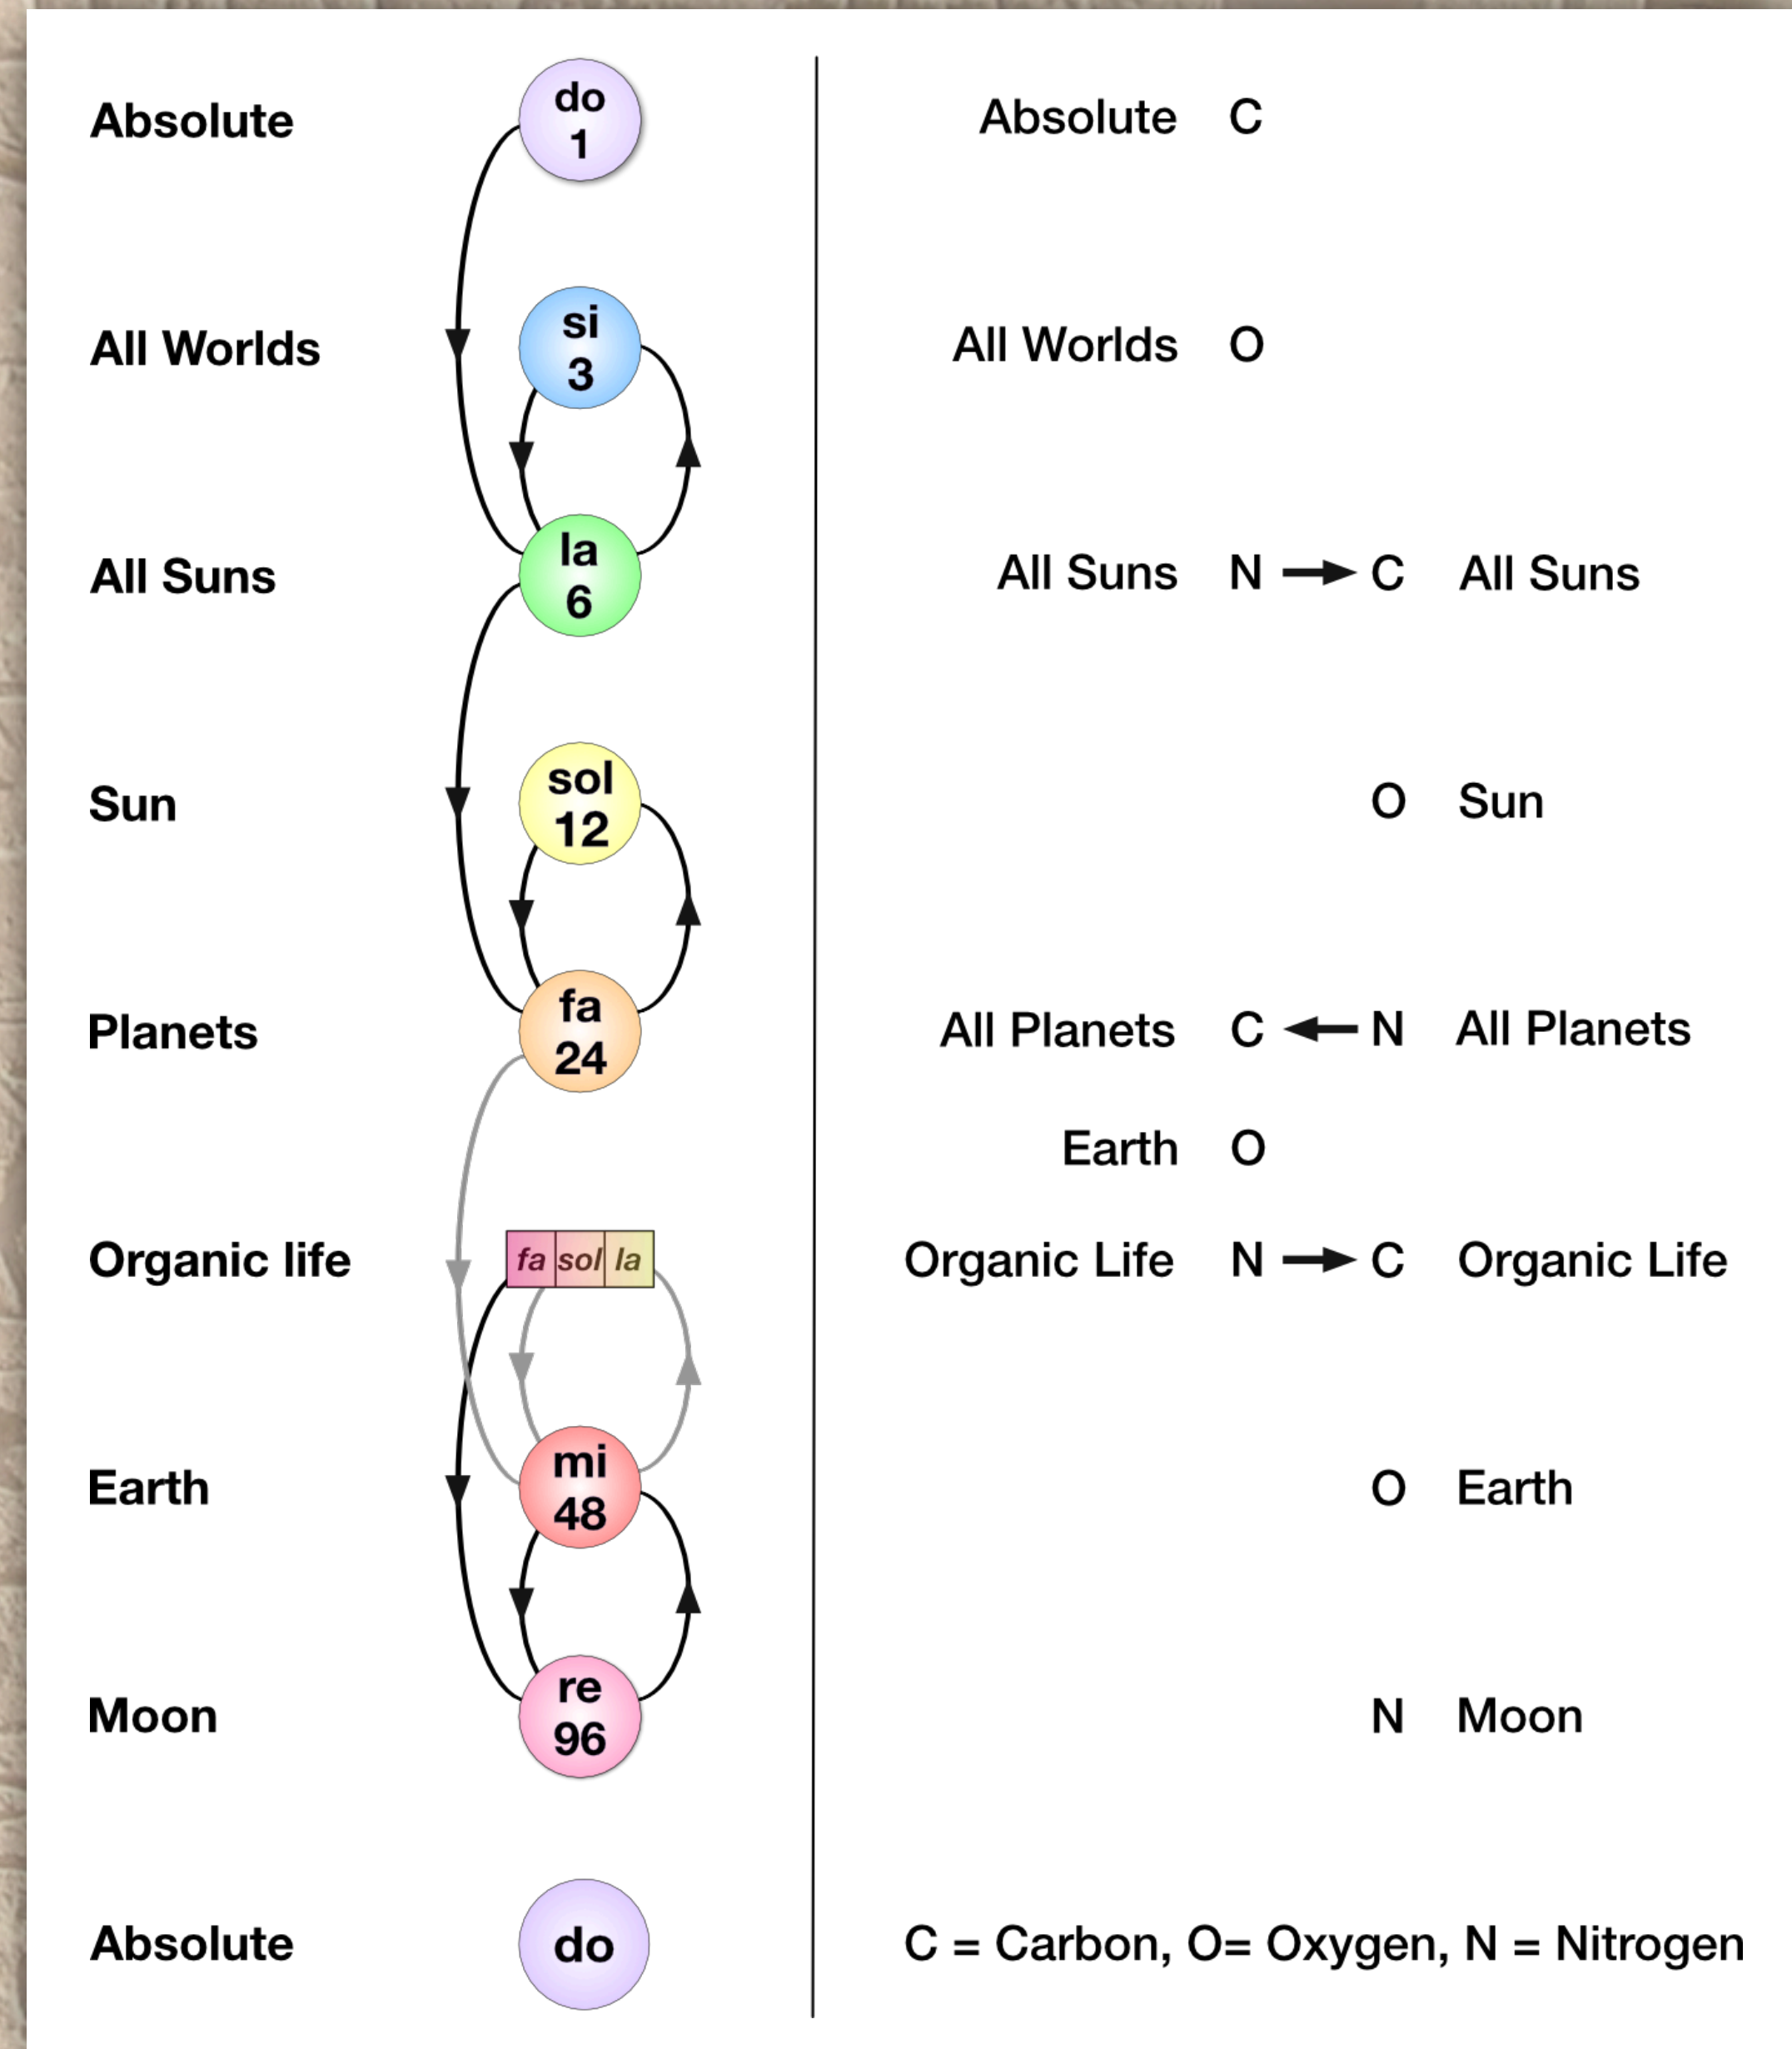 Absolute
do
1
Absolute C
All Worlds
si
3
All Worlds O
All Suns
la
6
All Suns N C All Suns
Sun
sol
12
O Sun
Planets
fa
24
All Planets C N All Planets
Earth O
Organic life
fa sol la
Organic Life N C Organic Life
Earth
mi
48
O Earth
Moon
re
96
N Moon
Absolute
do
C = Carbon, O= Oxygen, N = Nitrogen